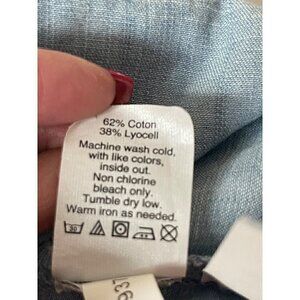 62% Coton
38% Lyocell
Machine wash cold,
with like colors,
inside out.
Non chlorine
bleach only.
Tumble dry low.
Warm iron as needed.
30